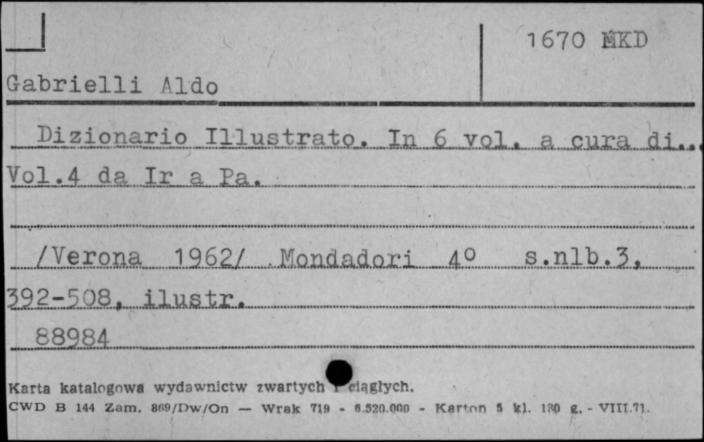 1670 MKD
Gabrielli Aldo
Dizionario Illustrato. In 6 vol. a cura di...
Vol.4 da Ir a Pa.
/Verona 1962/ Mondadori 4° s.nlb.3,
392-508, ilustr.
88984
Karta katalogowa wydawnictw zwartych i ciągłych.
CWD B 144 Zam. 869/Dw/On — Wrak 719 - 6.520.000 - Karton 5 kl. 180 g. - VIII.71.